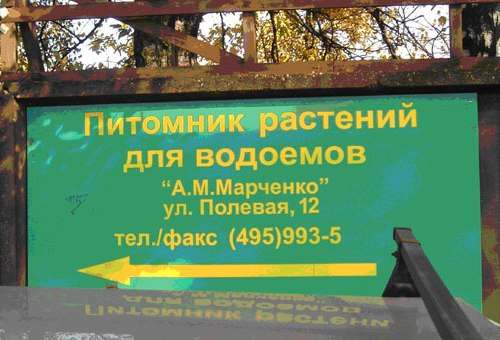 Питомник растений
для водоемов
"А.М.Марченко"
ул. Полевая, 12
тел./факс (495)993-5